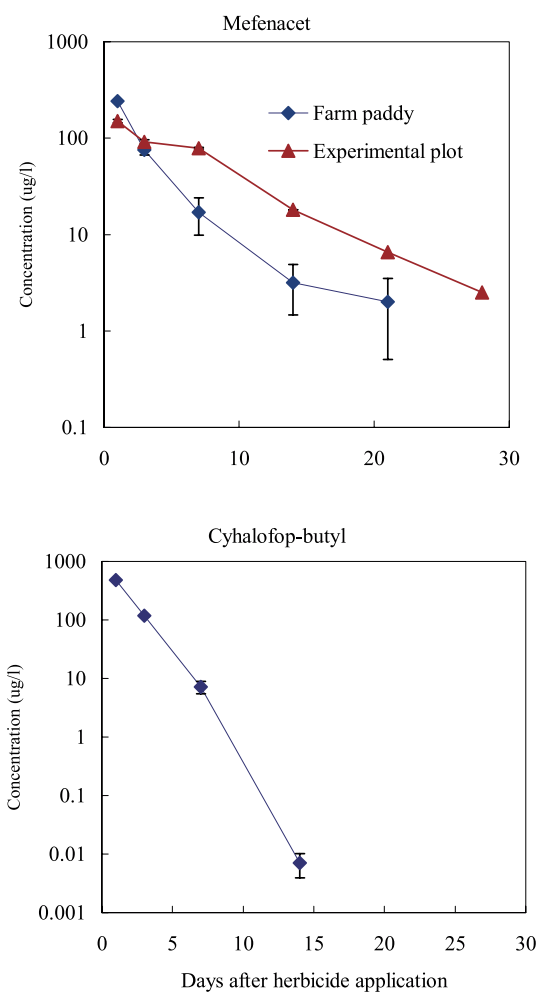 Mefenacet
1000
100
10
1
0.1
Concentration (ug/l)
Farm paddy
Experimental plot
0 10 20 30
Cyhalofop-butyl
1000
100
10
1
0.1
0.01
0.001
Concentration (ug/l)
0 5 10 15 20 25 30
Days after herbicide application